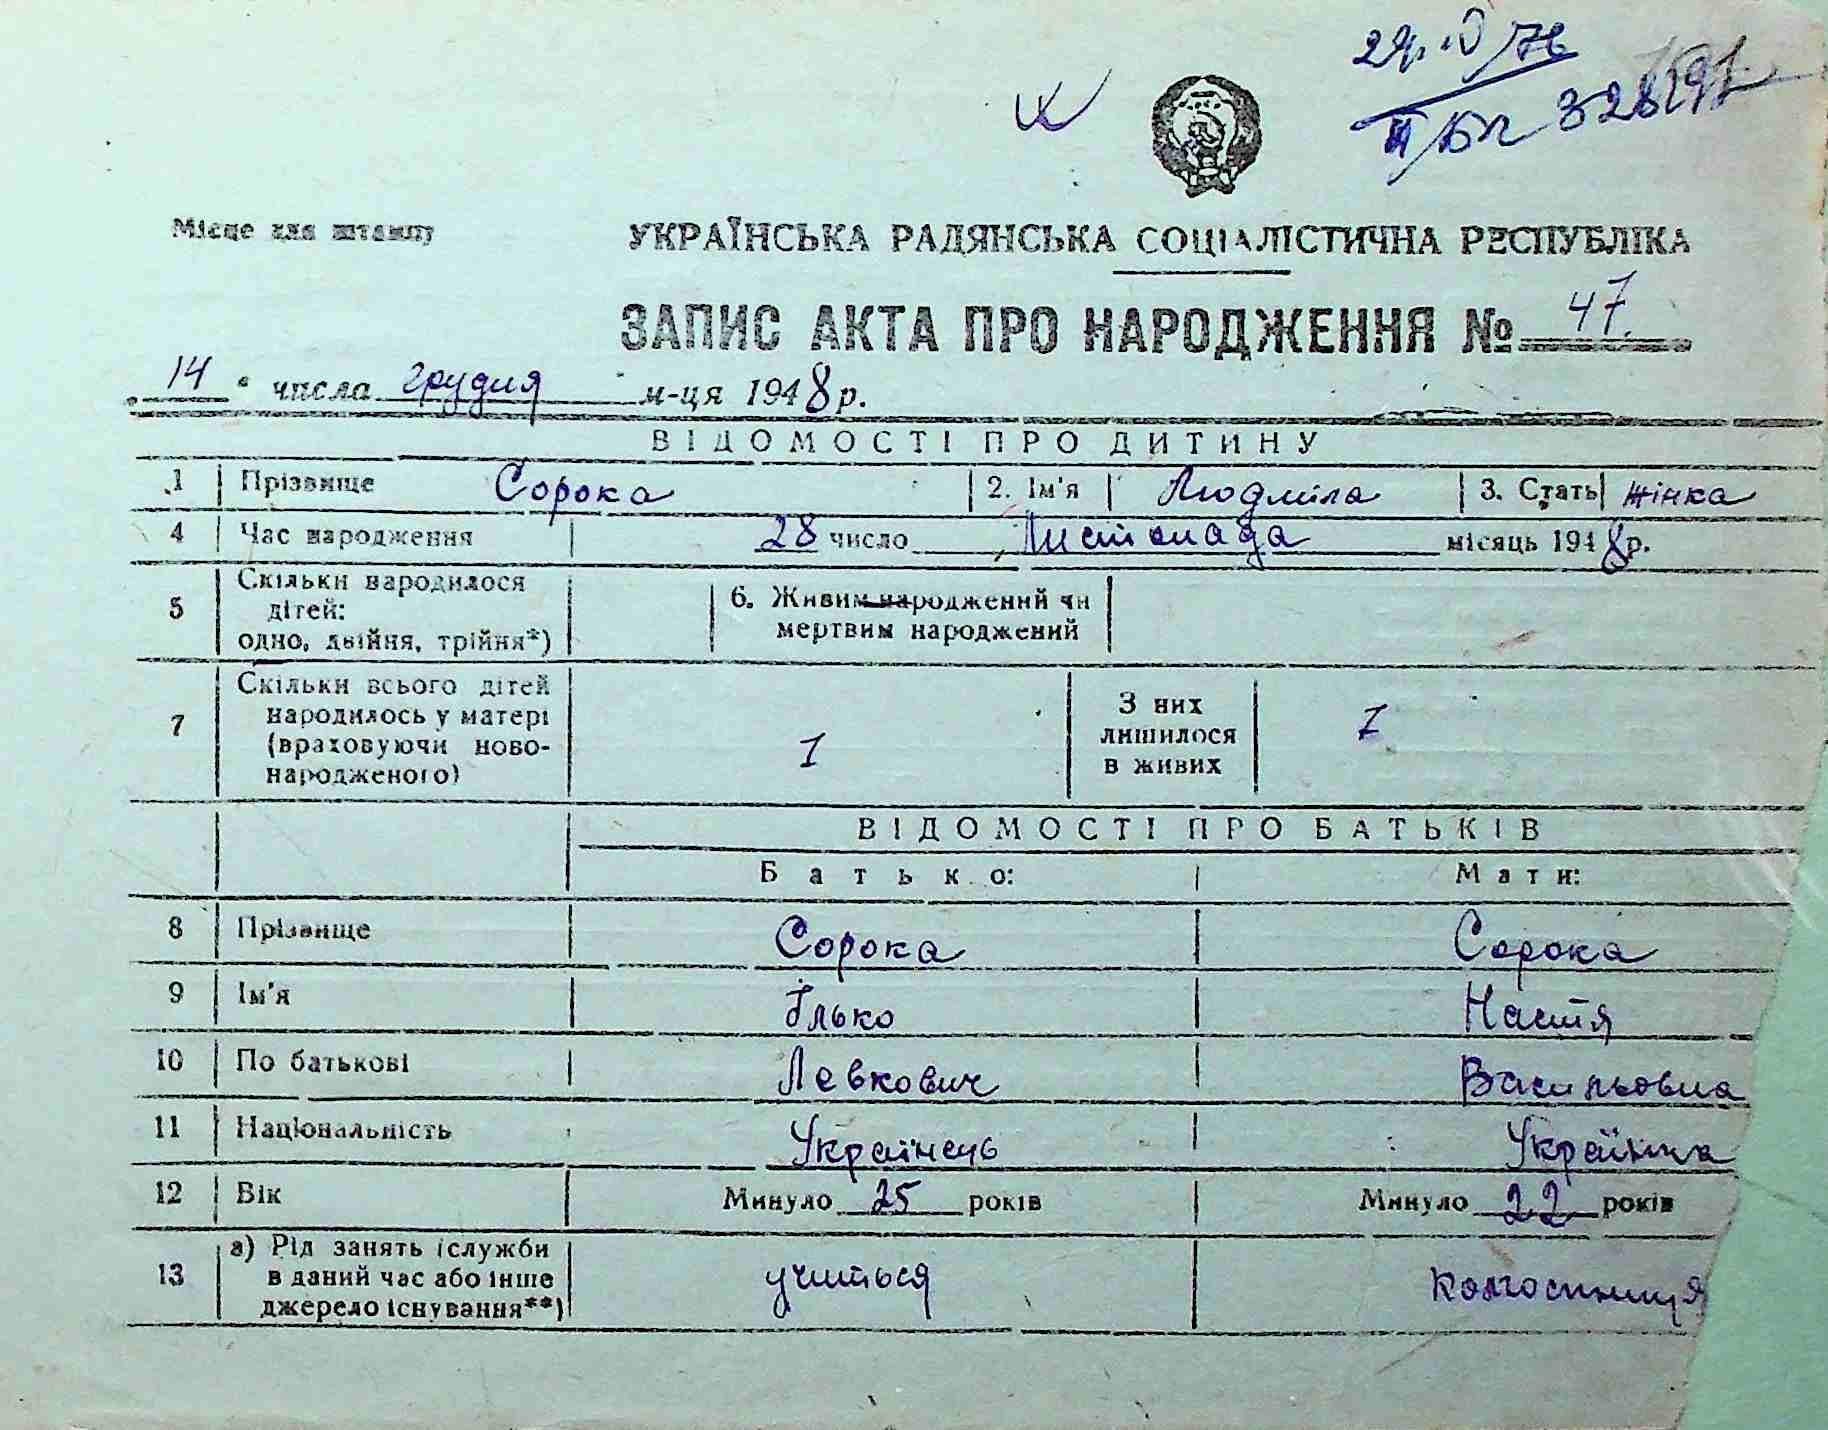 29.IV 76
II БП 328191
Місце для штампу
УКРАЇНСЬКА РАДЯНСЬКА СОЦІАЛІСТИЧНА РЕСПУБЛІКА
ЗАПИС АКТА ПРО НАРОДЖЕННЯ № 47.
14 числа грудня м-ця 1948 р.
ВІДОМОСТІ ПРО ДИТИНУ
1 Прізвище Сорока 2. Ім'я Людміла 3. Стать жінка
4 Час народження 28 число Листопада місяць 1948 р.
5 Скільки народилося дітей: одно, двійня, трійня*) 6. Живим народжений чи мертвим народжений
7 Скільки всього дітей народилось у матері (враховуючи новонародженого) 1 З них лишилося в живих 1
ВІДОМОСТІ ПРО БАТЬКІВ
Батько: Мати:
8 Прізвище Сорока Сорока
9 Ім'я Ілько Настя
10 По батькові Левкович Васильовна
11 Національність Українець Українка
12 Вік Минуло 25 років Минуло 22 років
13 а) Рід занять і служби в даний час або інше джерело існування**) учиться колгоспниця